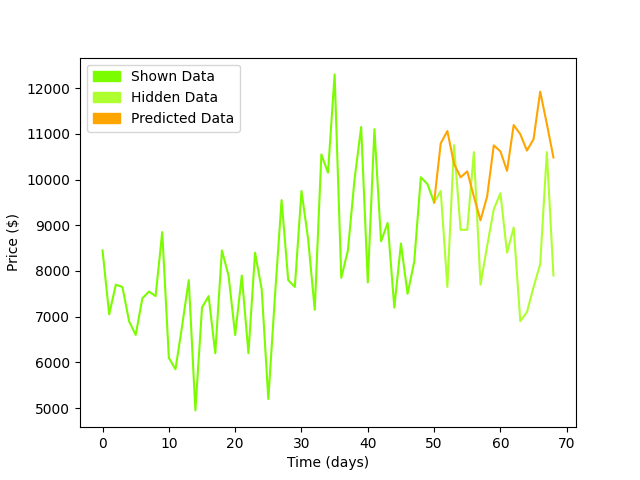 Shown Data
Hidden Data
Predicted Data
12000
11000
10000
9000
8000
7000
6000
5000
Price ($)
0 10 20 30 40 50 60 70
Time (days)